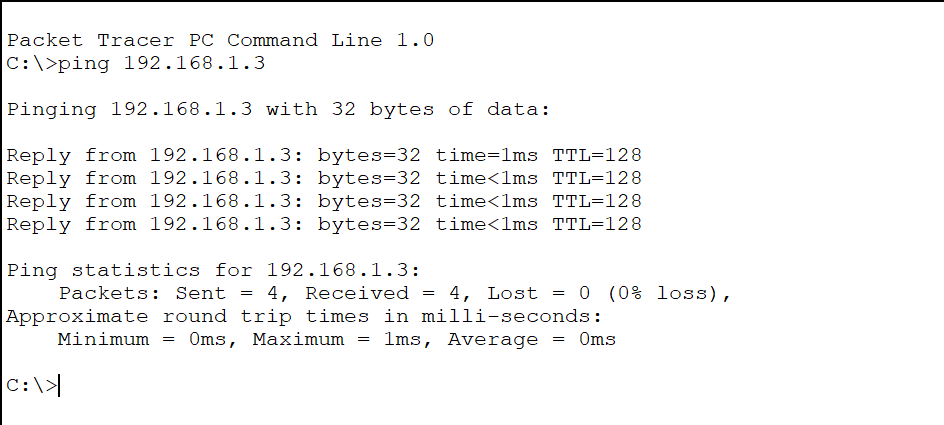 Packet Tracer PC Command Line 1.0
C:\>ping 192.168.1.3
Pinging 192.168.1.3 with 32 bytes of data:
Reply from 192.168.1.3: bytes=32 time=1ms TTL=128
Reply from 192.168.1.3: bytes=32 time<1ms TTL=128
Reply from 192.168.1.3: bytes=32 time<1ms TTL=128
Reply from 192.168.1.3: bytes=32 time<1ms TTL=128
Ping statistics for 192.168.1.3:
    Packets: Sent = 4, Received = 4, Lost = 0 (0% loss),
Approximate round trip times in milli-seconds:
    Minimum = 0ms, Maximum = 1ms, Average = 0ms
C:\>